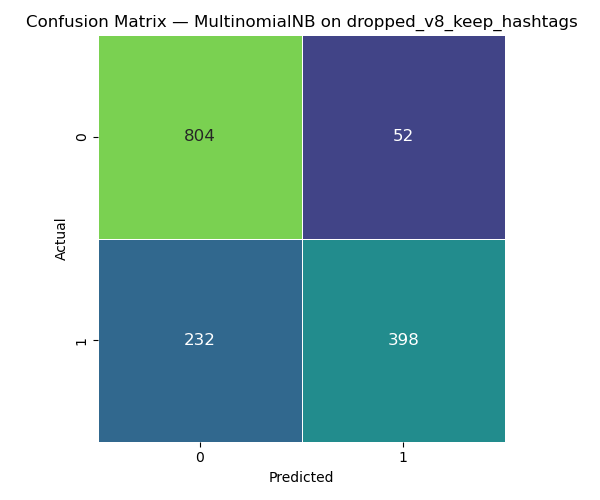 Confusion Matrix — MultinomialNB on dropped_v8_keep_hashtags
804 52
0
Actual
232 398
1
0 1
Predicted